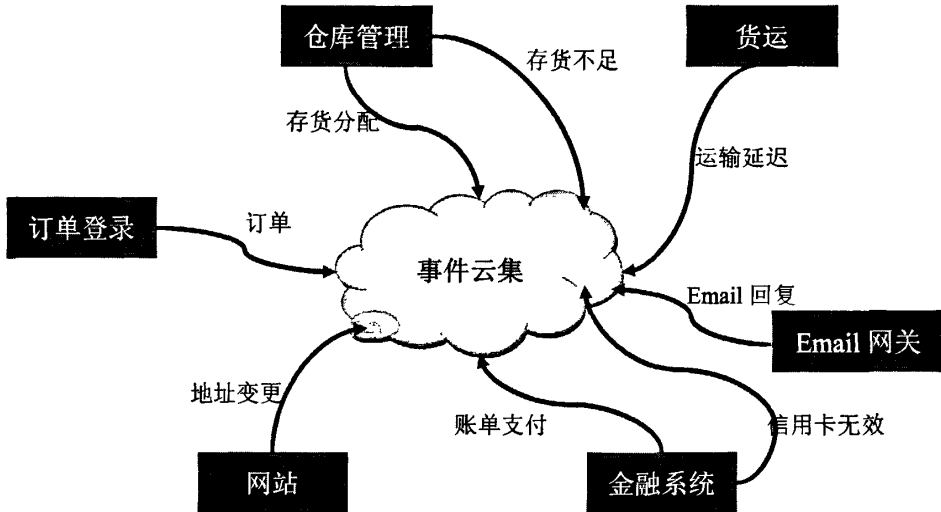 仓库管理
货运
存货不足
存货分配
运输延迟
订单登录
订单
事件云集
Email 回复
Email 网关
地址变更
账单支付
信用卡无效
网站
金融系统